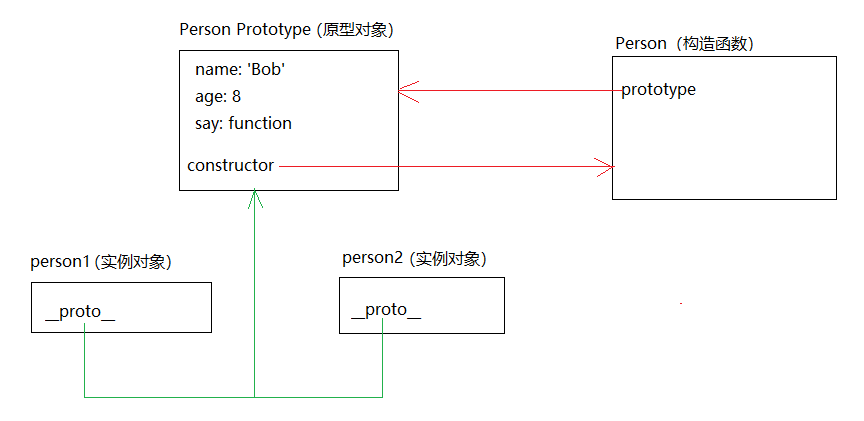 Person Prototype (原型对象)
name: 'Bob'
age: 8
say: function
constructor
Person（构造函数）
prototype
person1 (实例对象)
__proto__
person2（实例对象）
__proto__